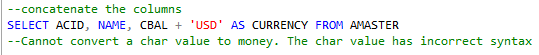 --concatenate the columns
SELECT ACID, NAME, CBAL + 'USD' AS CURRENCY FROM AMASTER
--Cannot convert a char value to money. The char value has incorrect syntax